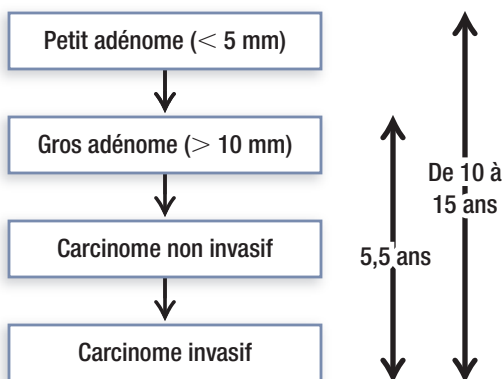 Petit adénome (< 5 mm)
Gros adénome (> 10 mm)
De 10 à
15 ans
Carcinome non invasif
5,5 ans
Carcinome invasif